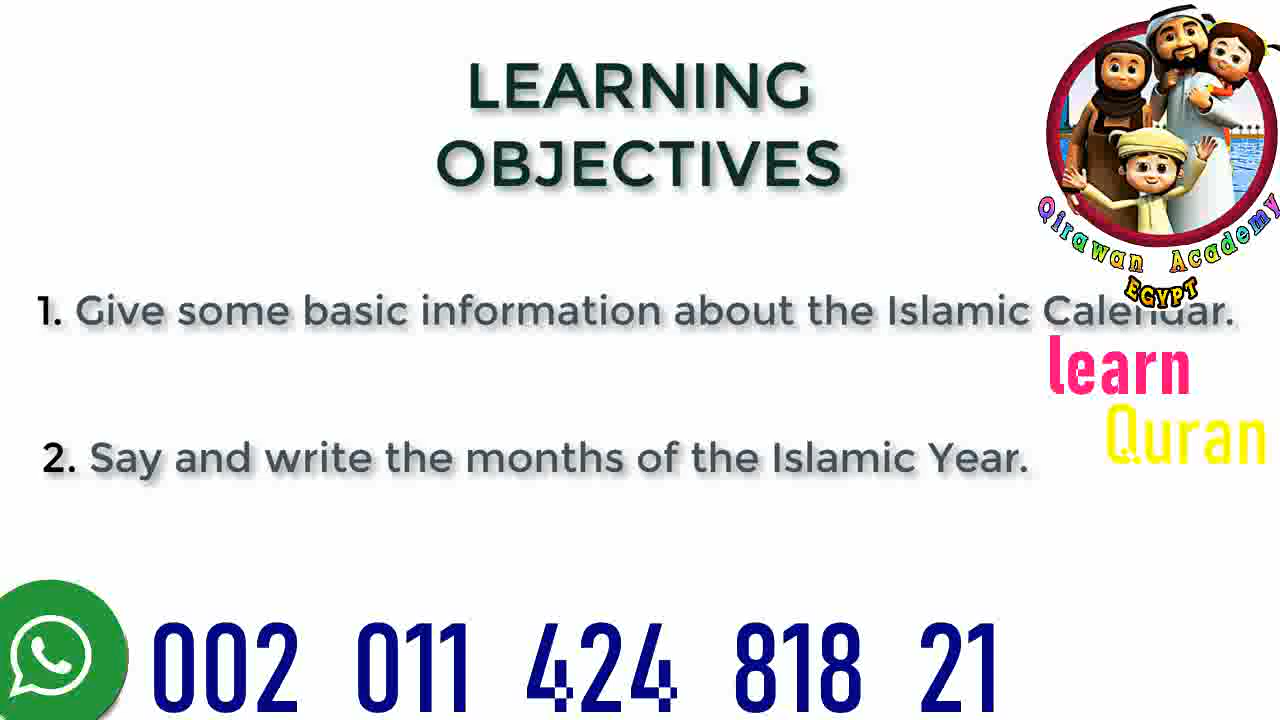 LEARNING
OBJECTIVES
1. Give some basic information about the Islamic Calendar.
2. Say and write the months of the Islamic Year.
Qirawan Academy
EGYPT
learn
Quran
002 011 424 818 21